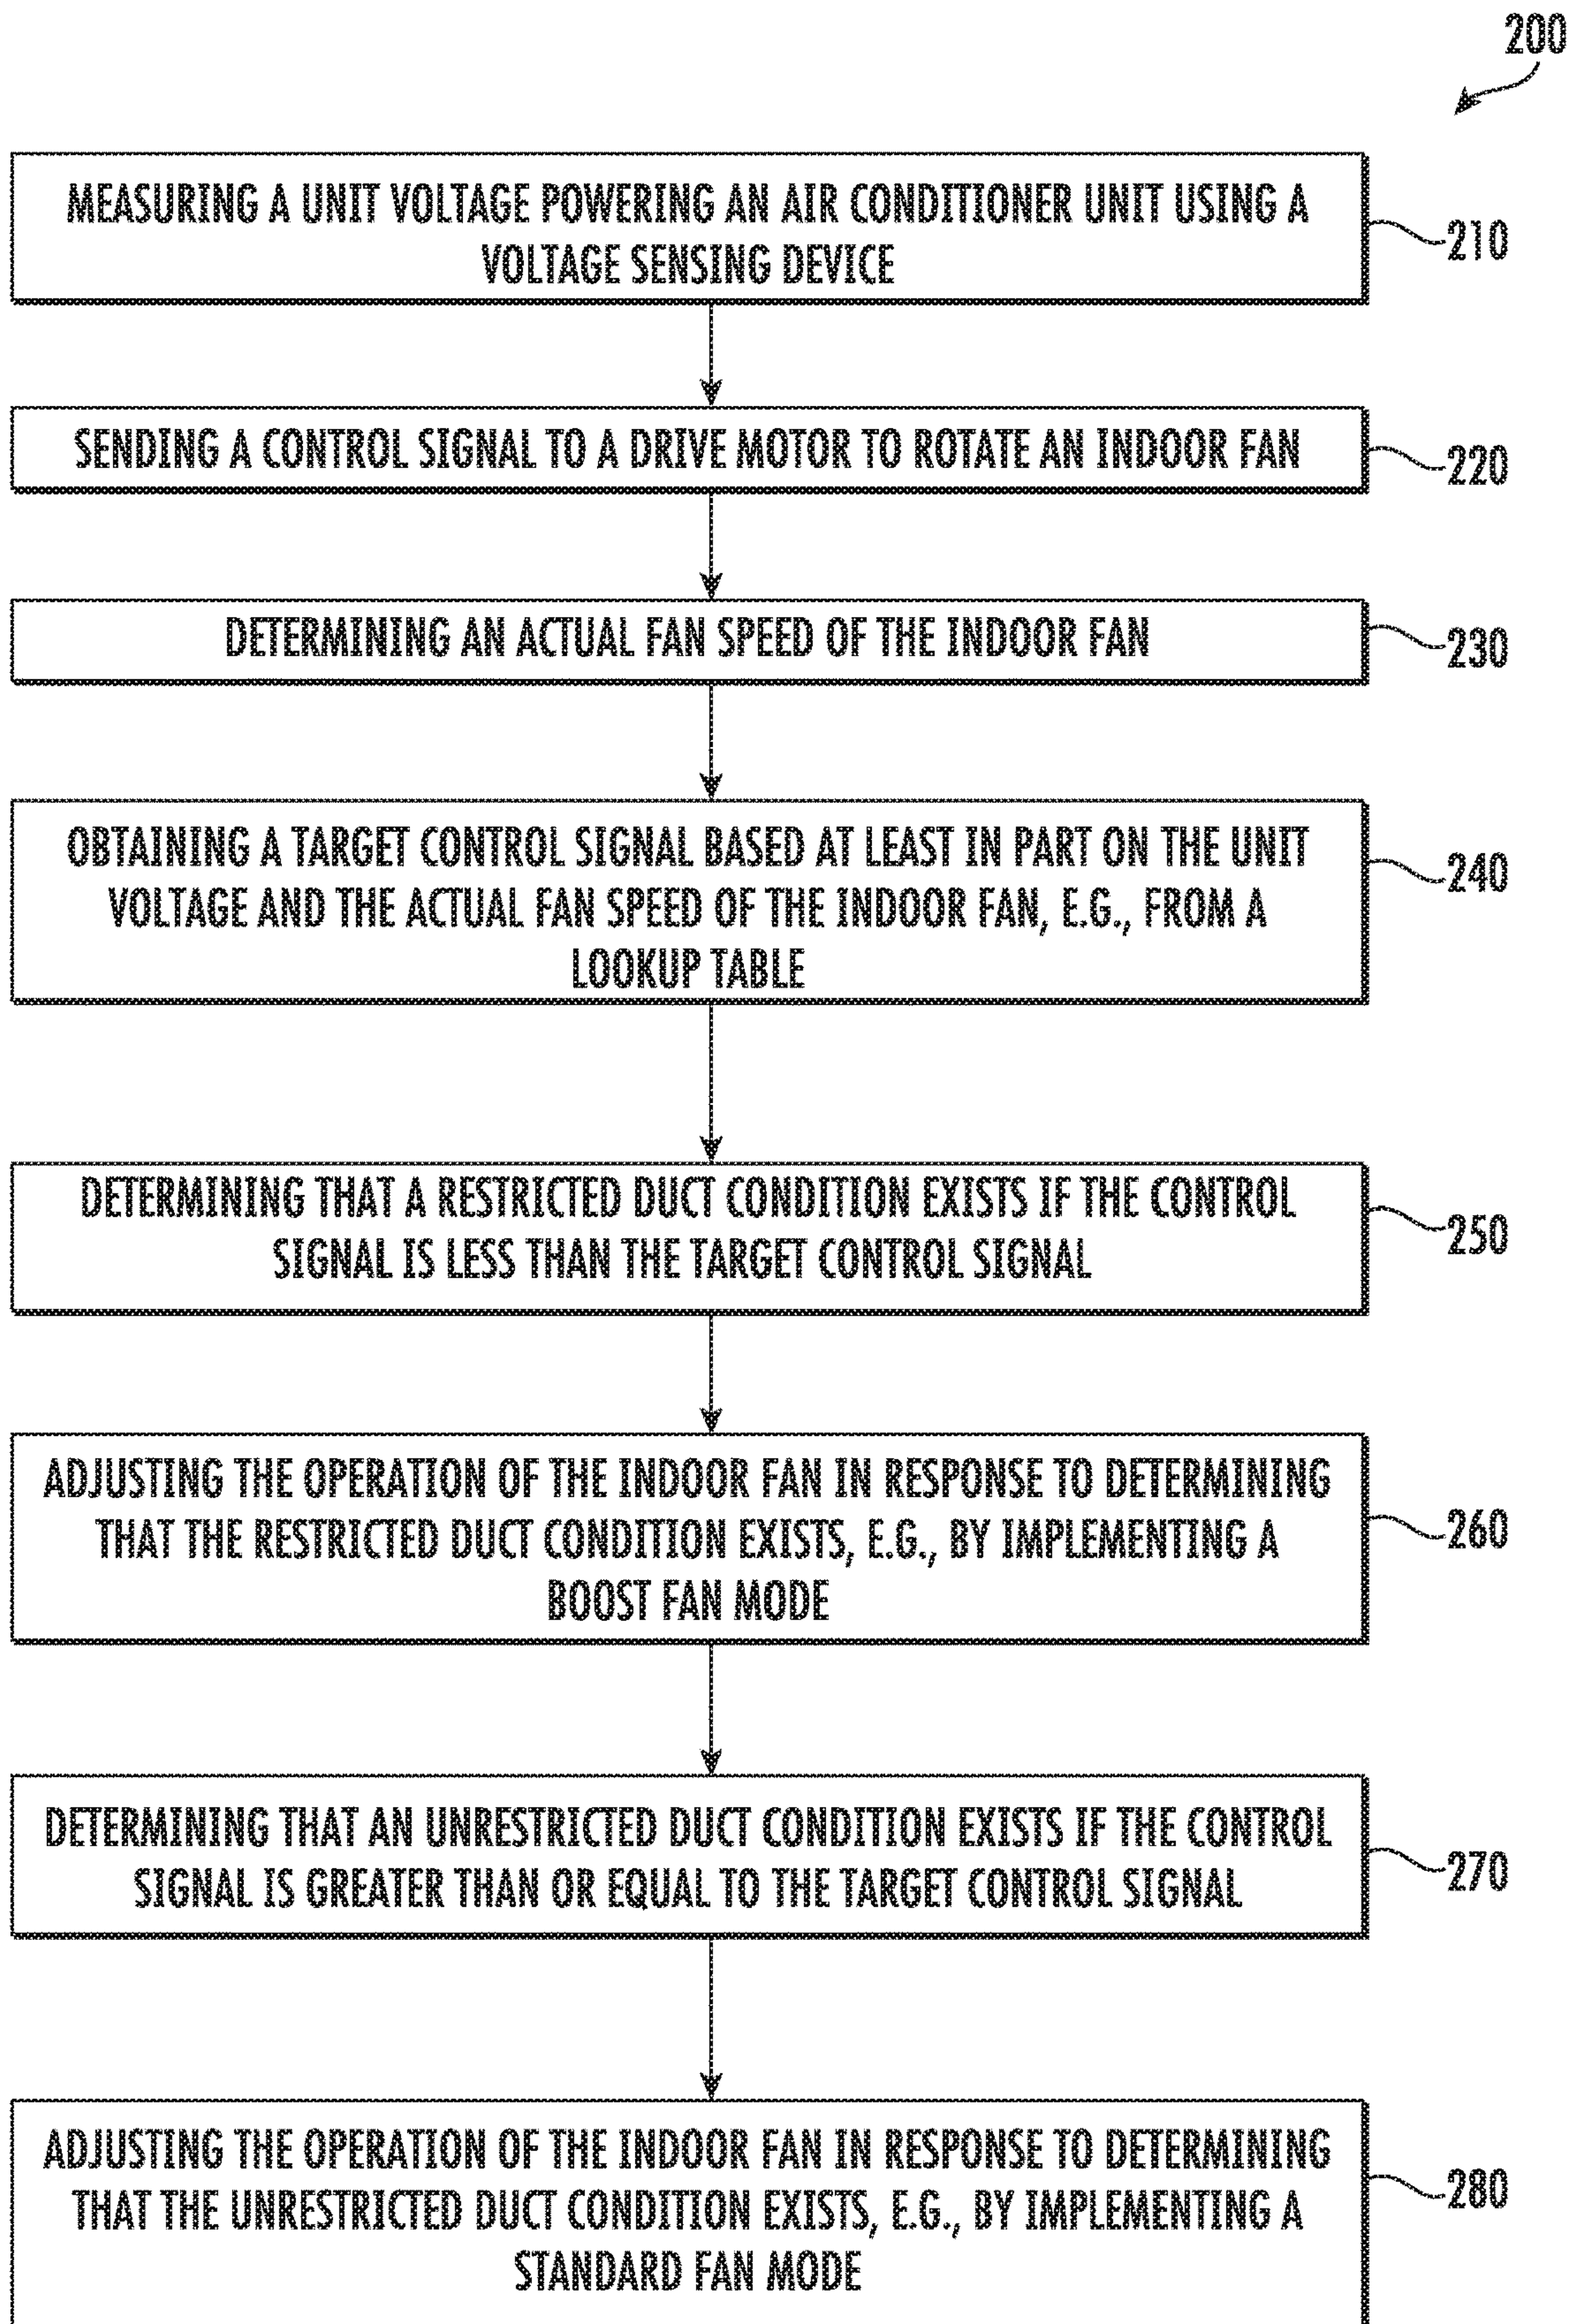 200
MEASURING A UNIT VOLTAGE POWERING AN AIR CONDITIONER UNIT USING A
VOLTAGE SENSING DEVICE
210
SENDING A CONTROL SIGNAL TO A DRIVE MOTOR TO ROTATE AN INDOOR FAN
220
DETERMINING AN ACTUAL FAN SPEED OF THE INDOOR FAN
230
OBTAINING A TARGET CONTROL SIGNAL BASED AT LEAST IN PART ON THE UNIT
VOLTAGE AND THE ACTUAL FAN SPEED OF THE INDOOR FAN, E.G., FROM A
LOOKUP TABLE
240
DETERMINING THAT A RESTRICTED DUCT CONDITION EXISTS IF THE CONTROL
SIGNAL IS LESS THAN THE TARGET CONTROL SIGNAL
250
ADJUSTING THE OPERATION OF THE INDOOR FAN IN RESPONSE TO DETERMINING
THAT THE RESTRICTED DUCT CONDITION EXISTS, E.G., BY IMPLEMENTING A
BOOST FAN MODE
260
DETERMINING THAT AN UNRESTRICTED DUCT CONDITION EXISTS IF THE CONTROL
SIGNAL IS GREATER THAN OR EQUAL TO THE TARGET CONTROL SIGNAL
270
ADJUSTING THE OPERATION OF THE INDOOR FAN IN RESPONSE TO DETERMINING
THAT THE UNRESTRICTED DUCT CONDITION EXISTS, E.G., BY IMPLEMENTING A
STANDARD FAN MODE
280